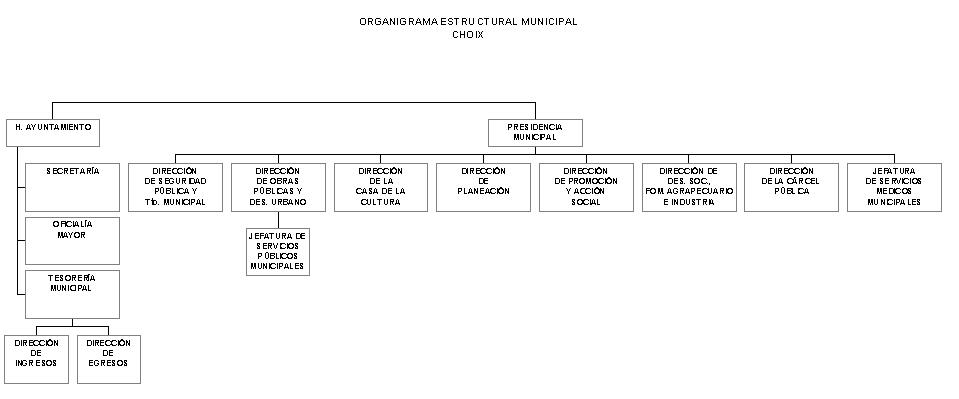 ORGANIGRAMA ESTRUCTURAL MUNICIPAL
CHOIX
H. AYUNTAMIENTO
PRESIDENCIA
MUNICIPAL
SECRETARÍA
DIRECCIÓN
DE SEGURIDAD
PÚBLICA Y
Tto. MUNICIPAL
DIRECCIÓN
DE OBRAS
PÚBLICAS Y
DES. URBANO
DIRECCIÓN
DE LA
CASA DE LA
CULTURA
DIRECCIÓN
DE
PLANEACIÓN
DIRECCIÓN
DE PROMOCIÓN
Y ACCIÓN
SOCIAL
DIRECCIÓN DE
DES. SOC.,
FOM. AGRAPECUARIO
E INDUSTRIA
DIRECCIÓN
DE LA CÁRCEL
PÚBLICA
JEFATURA
DE SERVICIOS
MEDICOS
MUNICIPALES
OFICIALÍA
MAYOR
JEFATURA DE
SERVICIOS
PÚBLICOS
MUNICIPALES
TESORERÍA
MUNICIPAL
DIRECCIÓN
DE
INGRESOS
DIRECCIÓN
DE
EGRESOS